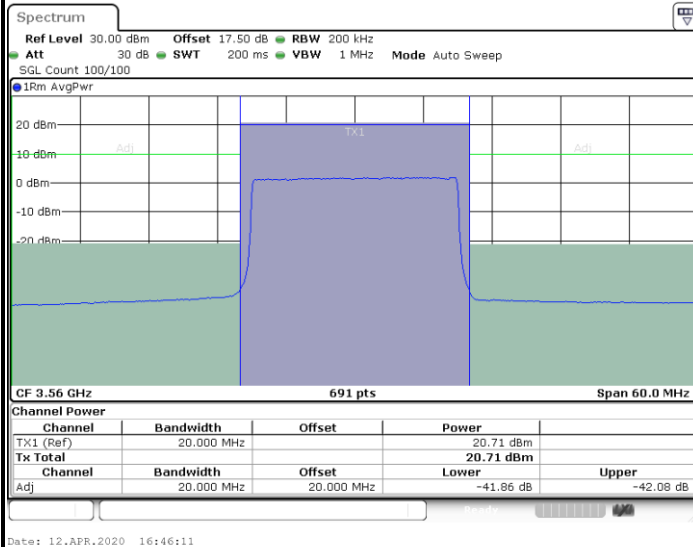 Spectrum
Ref Level 30.00 dBm Offset 17.50 dB RBW 200 kHz
Att 30 dB SWT 200 ms VBW 1 MHz Mode Auto Sweep
SGL Count 100/100
1Rm AvgPwr
20 dBm
TX1
Adj
Adj
10 dBm
0 dBm
-10 dBm
-20 dBm
CF 3.56 GHz 691 pts Span 60.0 MHz
Channel Power
Channel Bandwidth Offset Power
TX1 (Ref) 20.000 MHz 20.71 dBm
Tx Total 20.71 dBm
Channel Bandwidth Offset Lower Upper
Adj 20.000 MHz 20.000 MHz -41.86 dB -42.08 dB
Ready
Date: 12.APR.2020 16:46:11